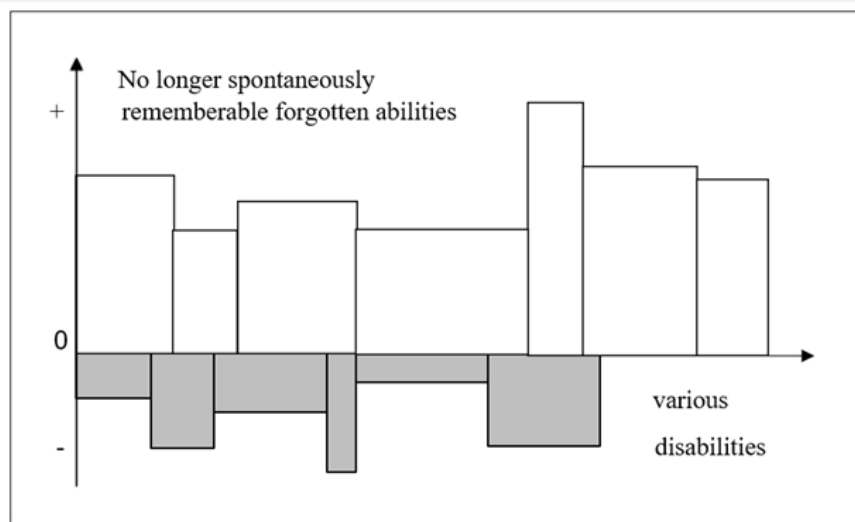 No longer spontaneously
+ rememberable forgotten abilities
0
various
-
disabilities